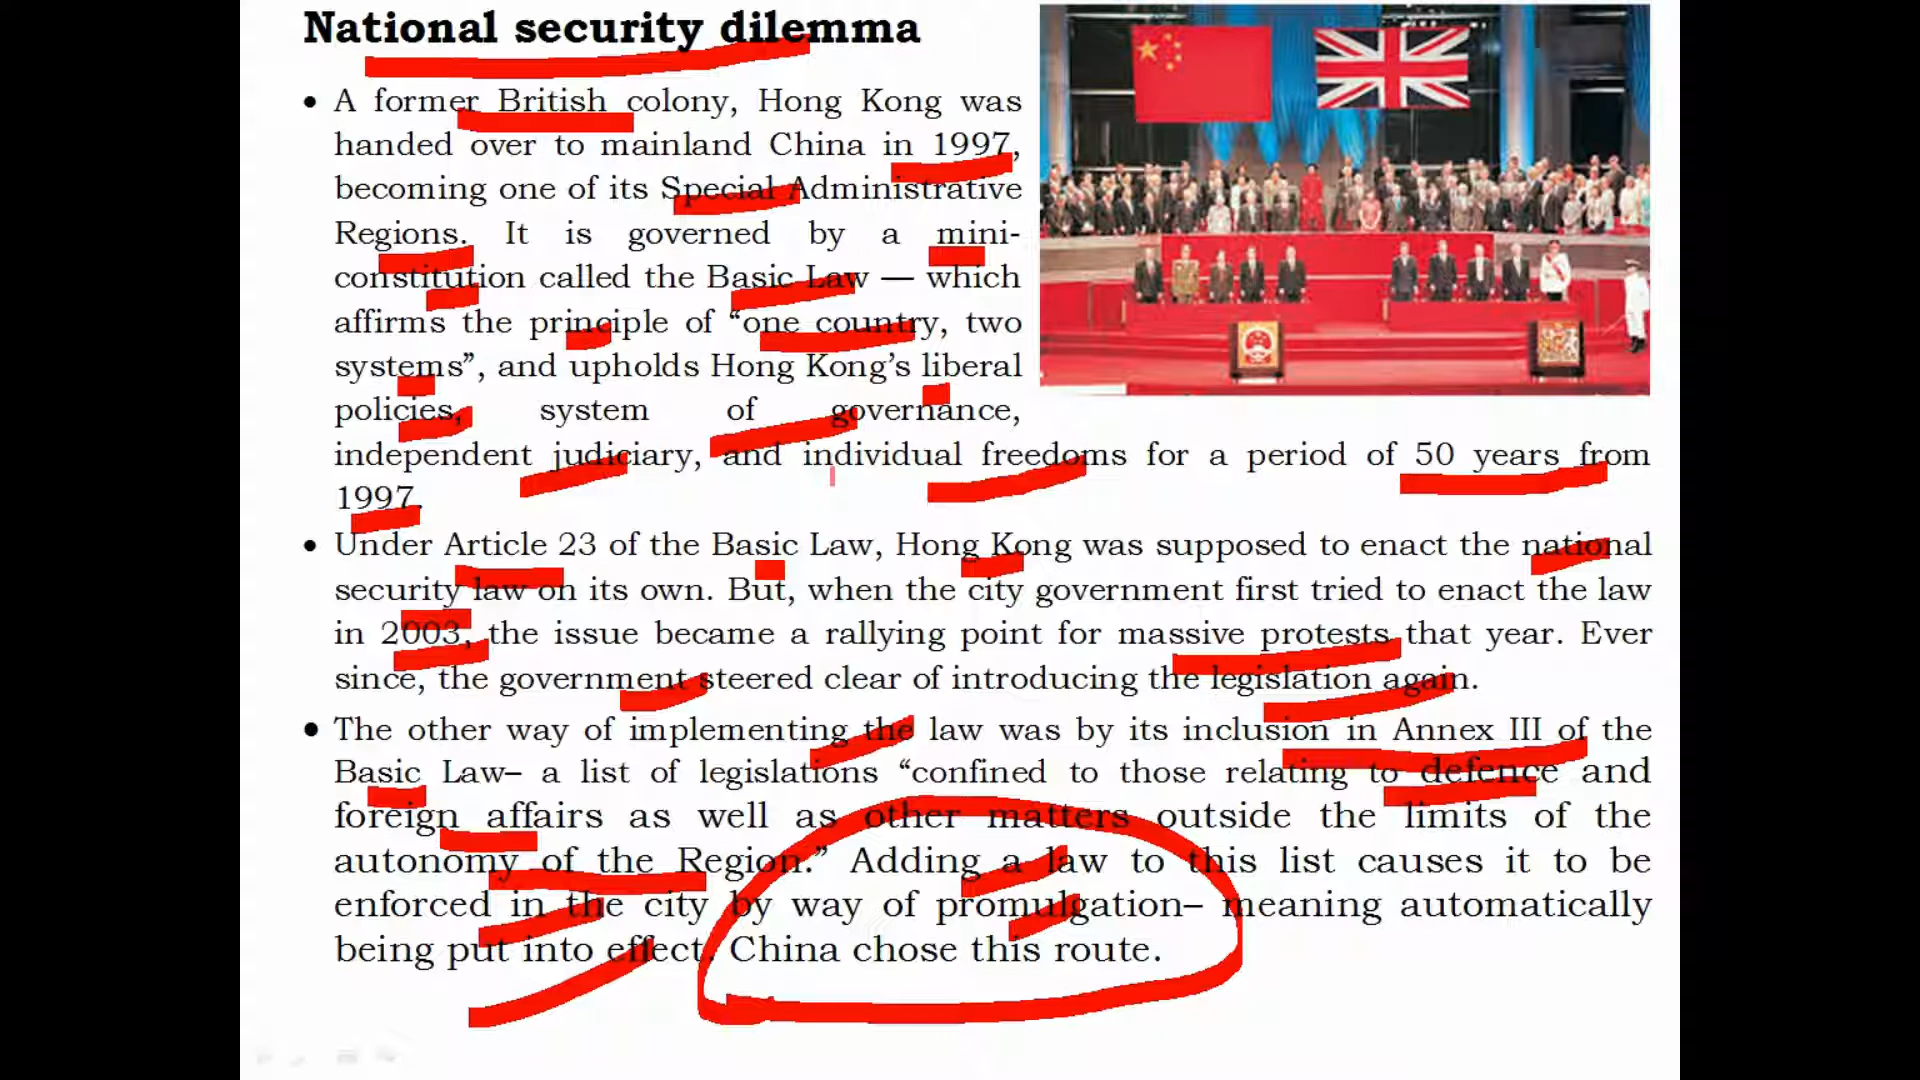 National security dilemma
• A former British colony, Hong Kong was
handed over to mainland China in 1997,
becoming one of its Special Administrative
Regions. It is governed by a mini-
constitution called the Basic Law — which
affirms the principle of “one country, two
systems”, and upholds Hong Kong’s liberal
policies, system of governance,
independent judiciary, and individual freedoms for a period of 50 years from
1997.
• Under Article 23 of the Basic Law, Hong Kong was supposed to enact the national
security law on its own. But, when the city government first tried to enact the law
in 2003, the issue became a rallying point for massive protests that year. Ever
since, the government steered clear of introducing the legislation again.
• The other way of implementing the law was by its inclusion in Annex III of the
Basic Law– a list of legislations “confined to those relating to defence and
foreign affairs as well as other matters outside the limits of the
autonomy of the Region.” Adding a law to this list causes it to be
enforced in the city by way of promulgation– meaning automatically
being put into effect. China chose this route.